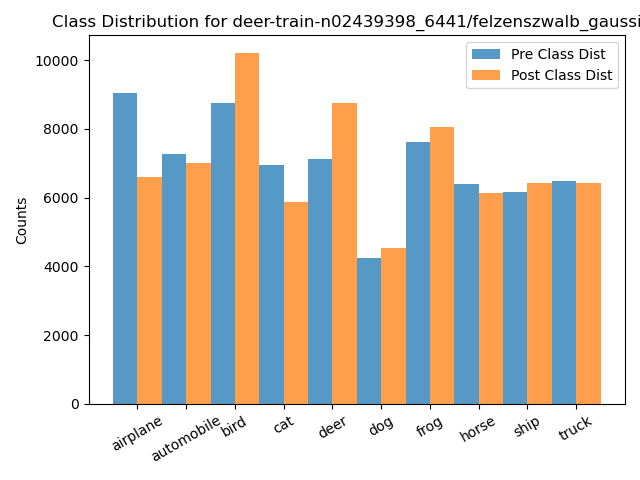 Class Distribution for deer-train-n02439398_6441/felzenszwalb_gaussi
Pre Class Dist
Post Class Dist
Counts
10000
8000
6000
4000
2000
0
airplane
automobile
bird
cat
deer
dog
frog
horse
ship
truck